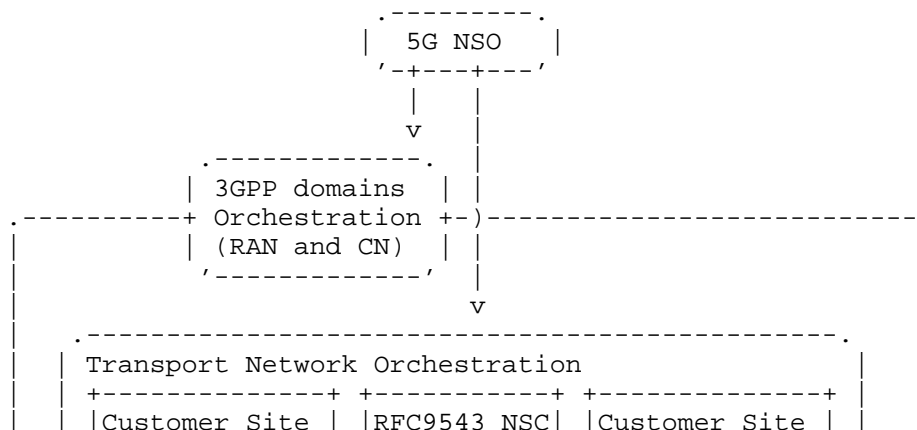 5G NSO
3GPP domains
Orchestration
(RAN and CN)
Transport Network Orchestration
Customer Site RFC9543 NSC Customer Site